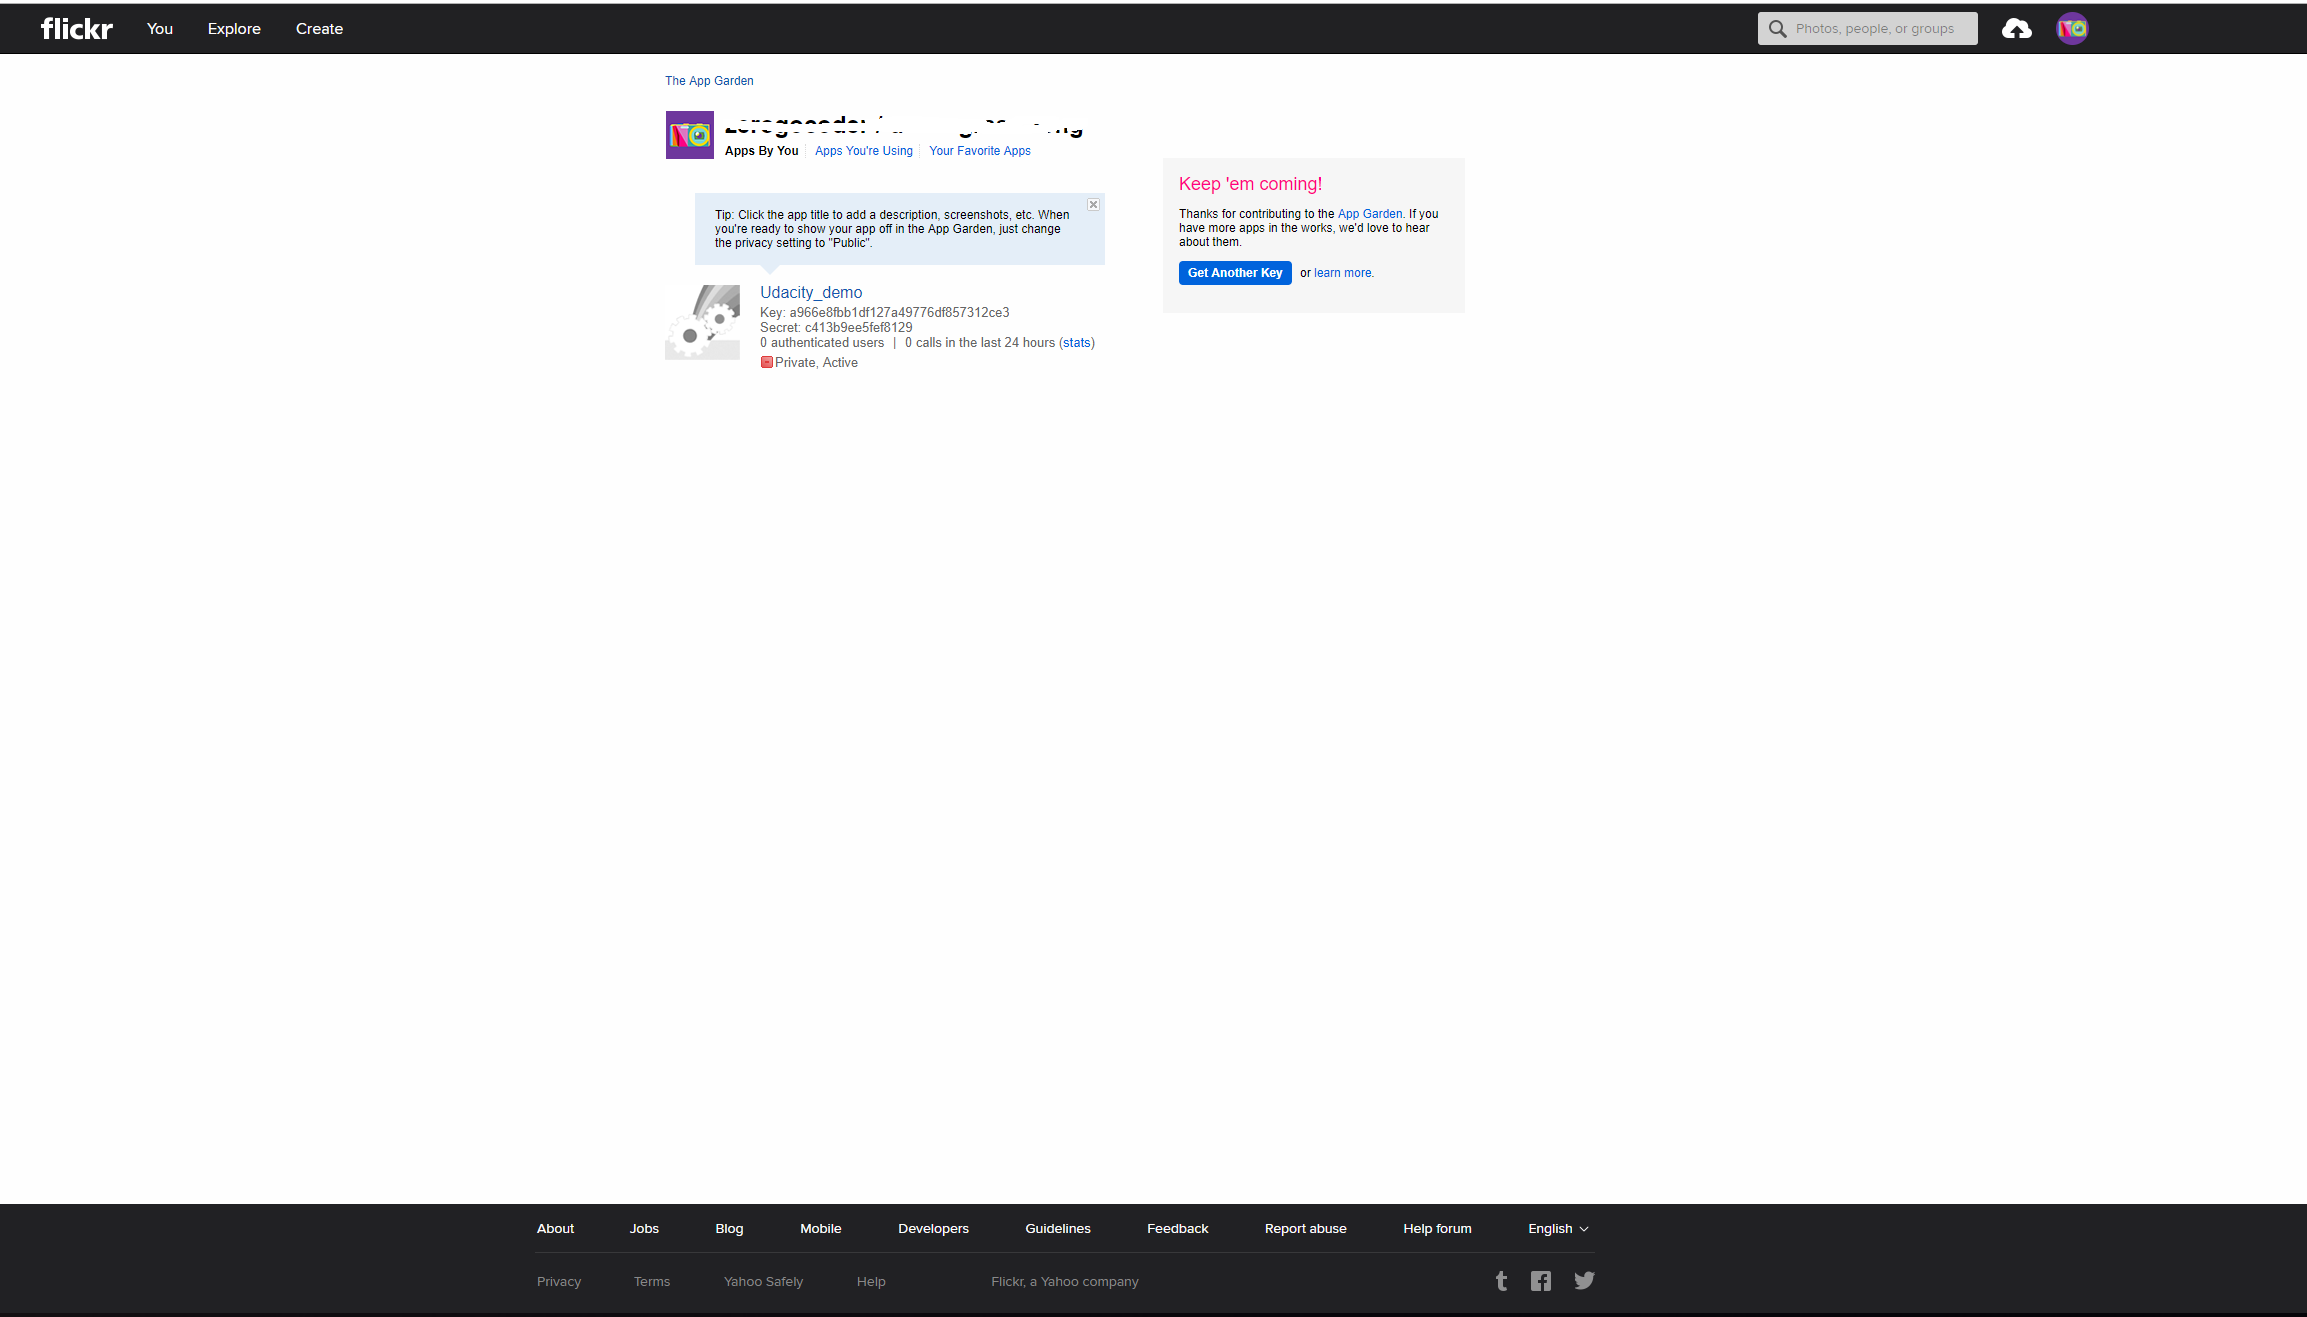 flickr You Explore Create Photos, people, or groups
The App Garden
Apps By You Apps You're Using Your Favorite Apps
Tip: Click the app title to add a description, screenshots, etc. When
you're ready to show your app off in the App Garden, just change
the privacy setting to "Public".
Udacity_demo
Key: a966e8fbb1df127a49776df857312ce3
Secret: c413b9ee5fef8129
0 authenticated users | 0 calls in the last 24 hours (stats)
Private, Active
Keep 'em coming!
Thanks for contributing to the App Garden. If you
have more apps in the works, we'd love to hear
about them.
Get Another Key or learn more.
About Jobs Blog Mobile Developers Guidelines Feedback Report abuse Help forum English
Privacy Terms Yahoo Safely Help Flickr, a Yahoo company